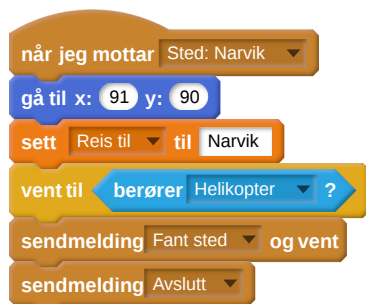 når jeg mottar Sted: Narvik
gå til x: 91 y: 90
sett Reis til til Narvik
vent til berører Helikopter ?
sendmelding Fant sted og vent
sendmelding Avslutt